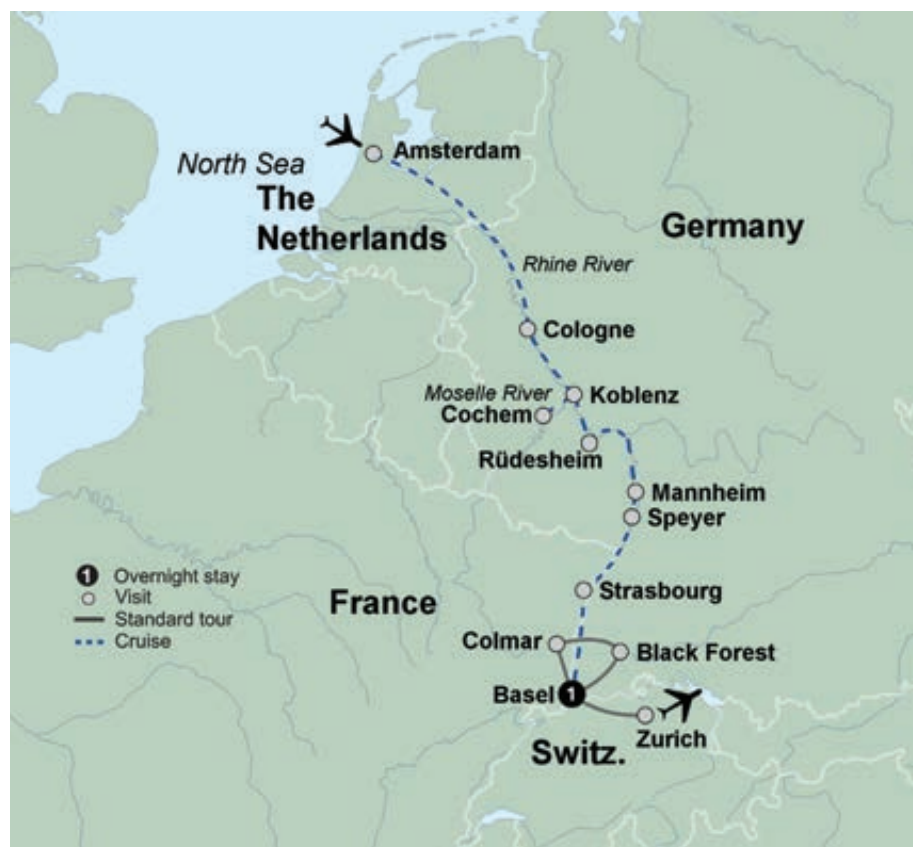 Amsterdam
North Sea
The
Netherlands
Germany
Rhine River
Cologne
Moselle River
Koblenz
Cochem
Rüdesheim
Mannheim
Speyer
1 Overnight stay
Visit
Standard tour
Cruise
France
Strasbourg
Colmar
Black Forest
Basel 1
Zurich
Switz.